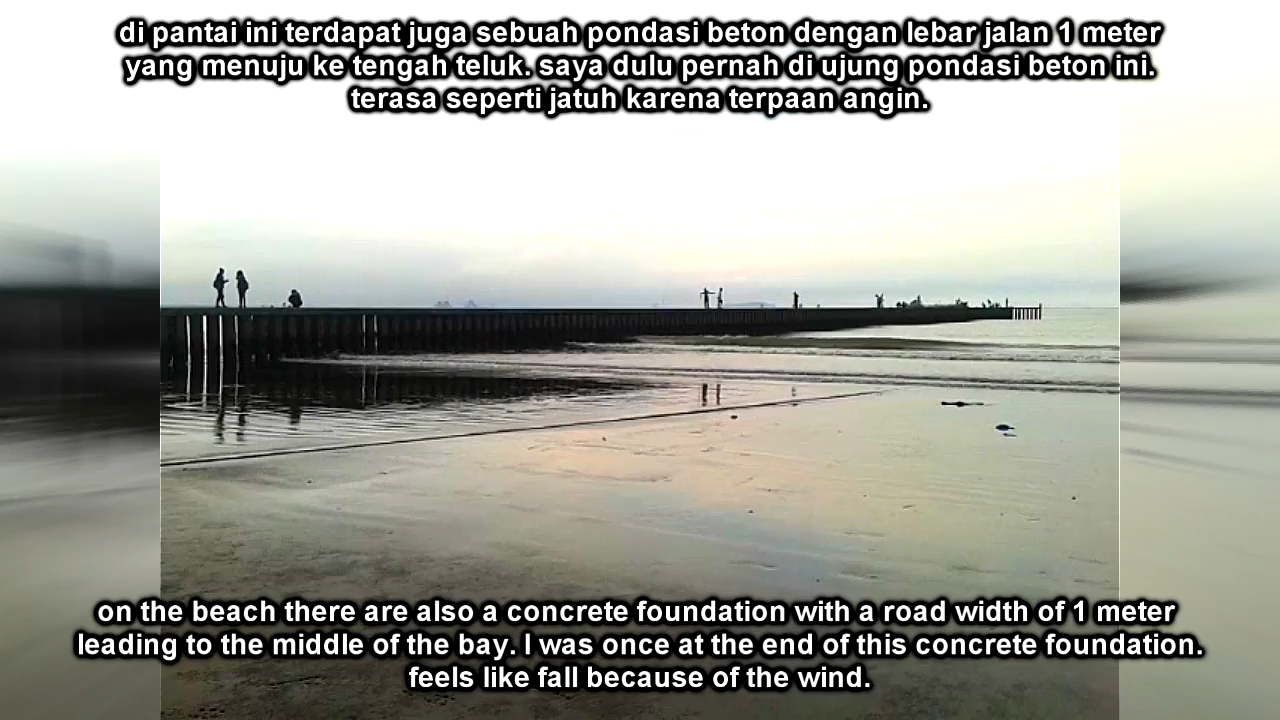 di pantai ini terdapat juga sebuah pondasi beton dengan lebar jalan 1 meter
yang menuju ke tengah teluk. saya dulu pernah di ujung pondasi beton ini.
terasa seperti jatuh karena terpaan angin.
on the beach there are also a concrete foundation with a road width of 1 meter
leading to the middle of the bay. I was once at the end of this concrete foundation.
feels like fall because of the wind.